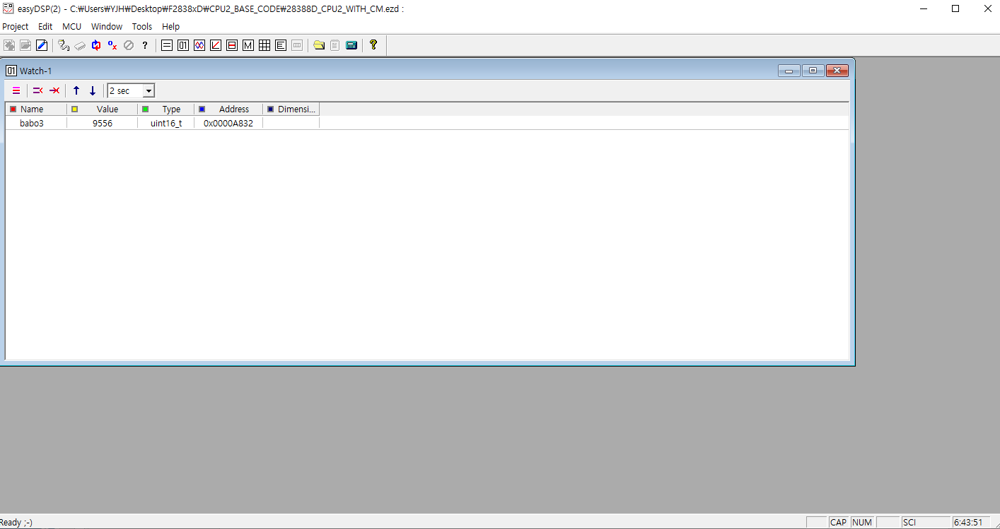 easyDSP(2) - C:₩Users₩YJH₩Desktop₩F2838xD₩CPU2_BASE_CODE₩28388D_CPU2_WITH_CM.ezd :
Project Edit MCU Window Tools Help
Watch-1
2 sec
Name Value Type Address Dimensi...
babo3 9556 uint16_t 0x0000A832
Ready ;-) CAP NUM SCI 6:43:51